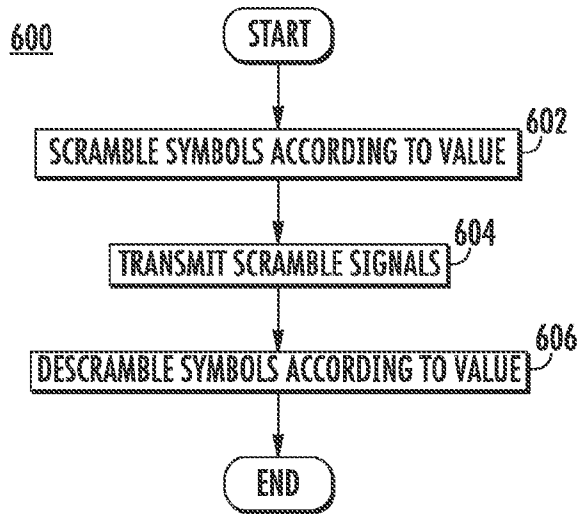 600
START
602
SCRAMBLE SYMBOLS ACCORDING TO VALUE
604
TRANSMIT SCRAMBLE SIGNALS
606
DESCRAMBLE SYMBOLS ACCORDING TO VALUE
END